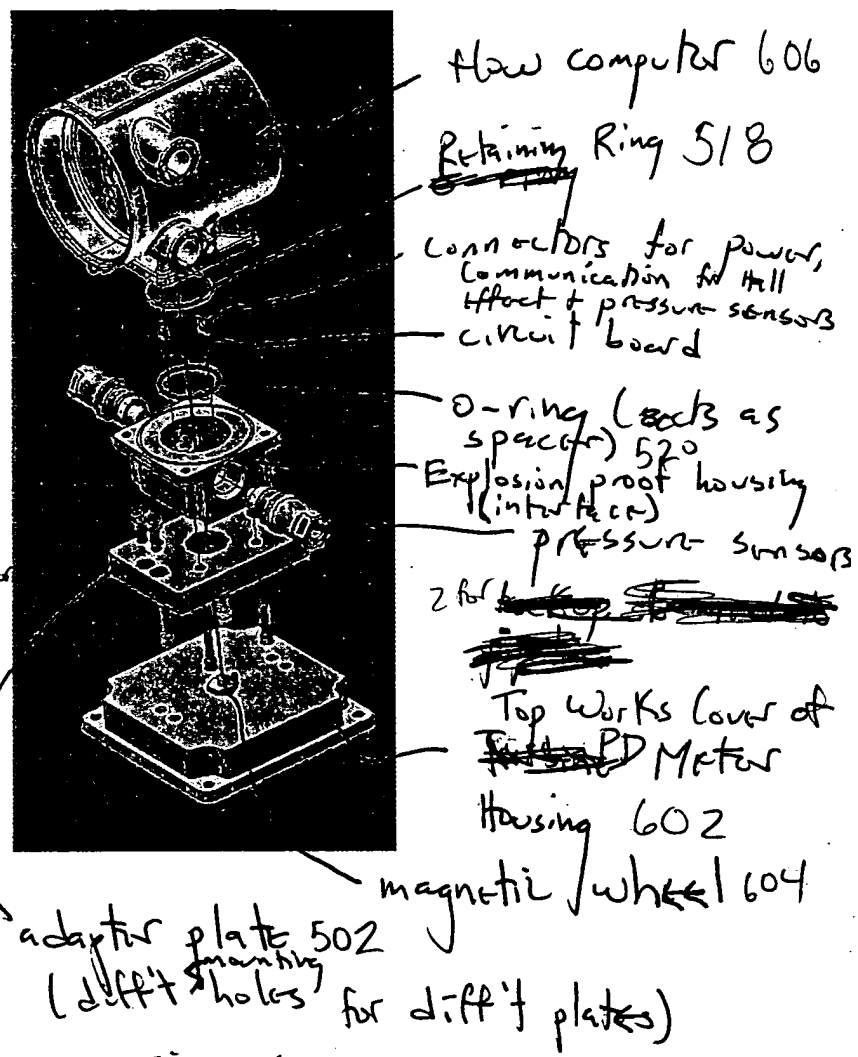 flow computer 606
Retaining Ring 518
connectors for power,
communication for Hall
Effect + pressure sensors
circuit board
o-ring (acts as
spacer) 520
Explosion proof housing
(interface)
pressure sensors
2 for
Top Works Cover of
PD Meter
Housing 602
magnetic wheel 604
adaptor plate 502
mounting
(diff't holes for diff't plates)